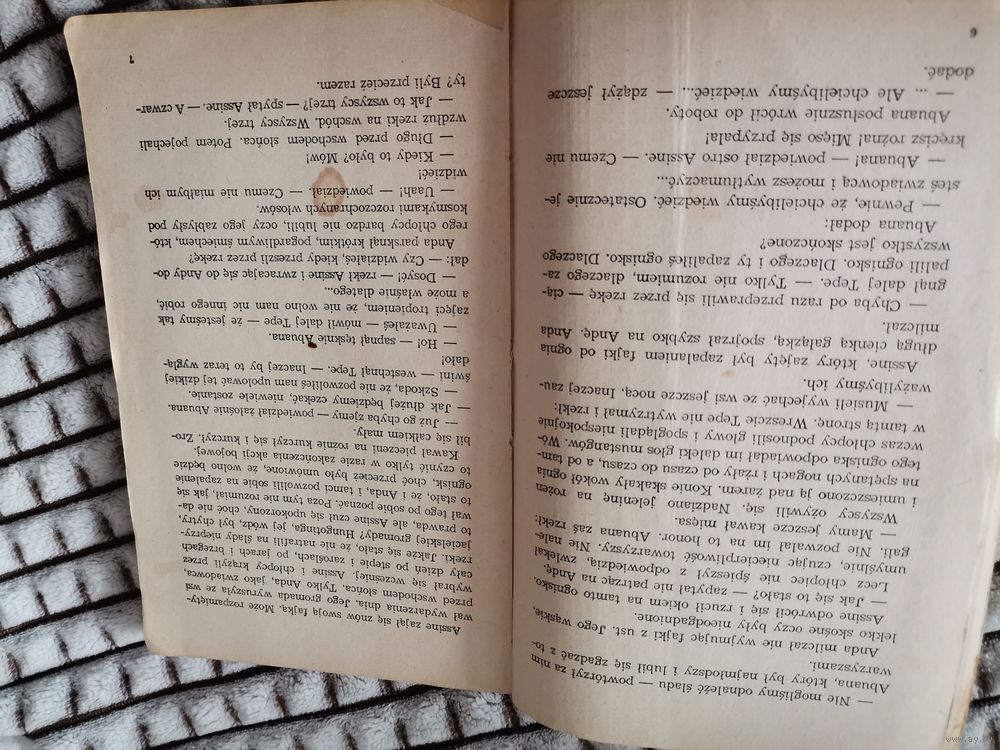 — Nie mogliśmy odnaleźć śladu — powtórzył za nim
Abuana, który był najmłodszy i lubił się zgadzać z to-
warzyszami.
Anda milczał nie wyjmując fajki z ust. Jego wąskie,
lekko skośne oczy były nieodgadnione.
Assine odwrócił się i rzucił okiem na tamto ognisko.
— Jak się to stało? — zapytał nie patrząc na Andę.
Lecz chłopiec nie śpieszył z odpowiedzią, zwlekał
umyślnie, czując niecierpliwość towarzyszy. Nie nale-
gali. Nie pozwalał im na to honor. Abuana zaś rzekł:
— Mamy jeszcze kawał mięsa.
Wszyscy ożywili się. Nadziano jeleninę na rożen
i umieszczono ją nad żarem. Konie skakały wokół ognia
na spętanych nogach i rżały od czasu do czasu, a od tam-
tego ogniska odpowiadał im daleki głos mustangów. Wó-
wczas chłopcy podnosili głowy i spoglądali niespokojnie
w tamtą stronę. Wreszcie Tepe nie wytrzymał i rzekł:
— Musieli wyjechać ze wsi jeszcze nocą. Inaczej zau-
ważylibyśmy ich.
Assine, który zajęty był zapalaniem fajki od ognia
długą cienką gałązką, spojrzał szybko na Andę. Anda
milczał.
— Chyba od razu przeprawili się przez rzekę — cią-
gnął dalej Tepe. — Tylko nie rozumiem, dlaczego za-
palili ognisko. Dlaczego i ty zapaliłeś ognisko. Dlaczego
wszystko jest skończone?
Abuana dodał:
— Pewnie, że chcielibyśmy wiedzieć. Ostatecznie je-
steś zwiadowcą i możesz wytłumaczyć...
— Abuana! — powiedział ostro Assine. — Czemu nie
kręcisz rożna! Mięso się przypala!
Abuana posłusznie wrócił do roboty.
— ... Ale chcielibyśmy wiedzieć... — zdążył jeszcze
dodać.
6
Assine zajął się znów swoją fajką. Może rozpamięty-
wał wydarzenia dnia. Jego gromada wyruszyła ze wsi
przed wschodem słońca. Tylko Anda, jako zwiadowca,
wybrał się wcześniej. Assine i chłopcy krążyli przez
cały dzień po stepie i zaroślach, po jarach i brzegach
rzeki. Jakże się stało, że nie natrafili na ślady nieprzy-
jacielskiej gromady? Hungotinga, jej wódz, był chytry,
to prawda, ale Assine czuł się upokorzony, choć nie da-
wał tego po sobie poznać. Poza tym nie rozumiał, jak się
to stało, że i Anda, i tamci pozwolili sobie na zapalenie
ognisk, choć przecież było umówione, że wolno będzie
to czynić tylko w razie zakończenia akcji bojowej.
Kawał pieczeni na rożnie kurczył się i kurczył. Zro-
bił się całkiem mały.
— Już go chyba zjemy — powiedział żałośnie Abuana.
— Jak dłużej będziemy czekać, niewiele zostanie.
— Szkoda, że nie pozwoliłeś nam upolować tej dzikiej
świni — westchnął Tepe. — Inaczej by to teraz wyglą-
dało!
— Ho! — sapnął tęsknie Abuana.
— Uważałeś — mówił dalej Tepe — że jesteśmy tak
zajęci tropieniem, że nie wolno nam nic innego robić,
a może właśnie dlatego...
— Dosyć! — rzekł Assine i zwracając się do Andy do-
dał: — Czy widziałeś, kiedy przeszli przez rzekę?
Anda parsknął krótkim, pogardliwym śmiechem, któ-
rego chłopcy bardzo nie lubili, oczy jego zabłysły pod
kosmykami rozczochranych włosów.
— Uaah! — powiedział. — Czemu nie miałbym ich
widzieć!
— Kiedy to było? Mów!
— Długo przed wschodem słońca. Potem pojechali
wzdłuż rzeki na wschód. Wszyscy trzej.
— Jak to wszyscy trzej? — spytał Assine. — A czwar-
ty? Byli przecież razem.
7